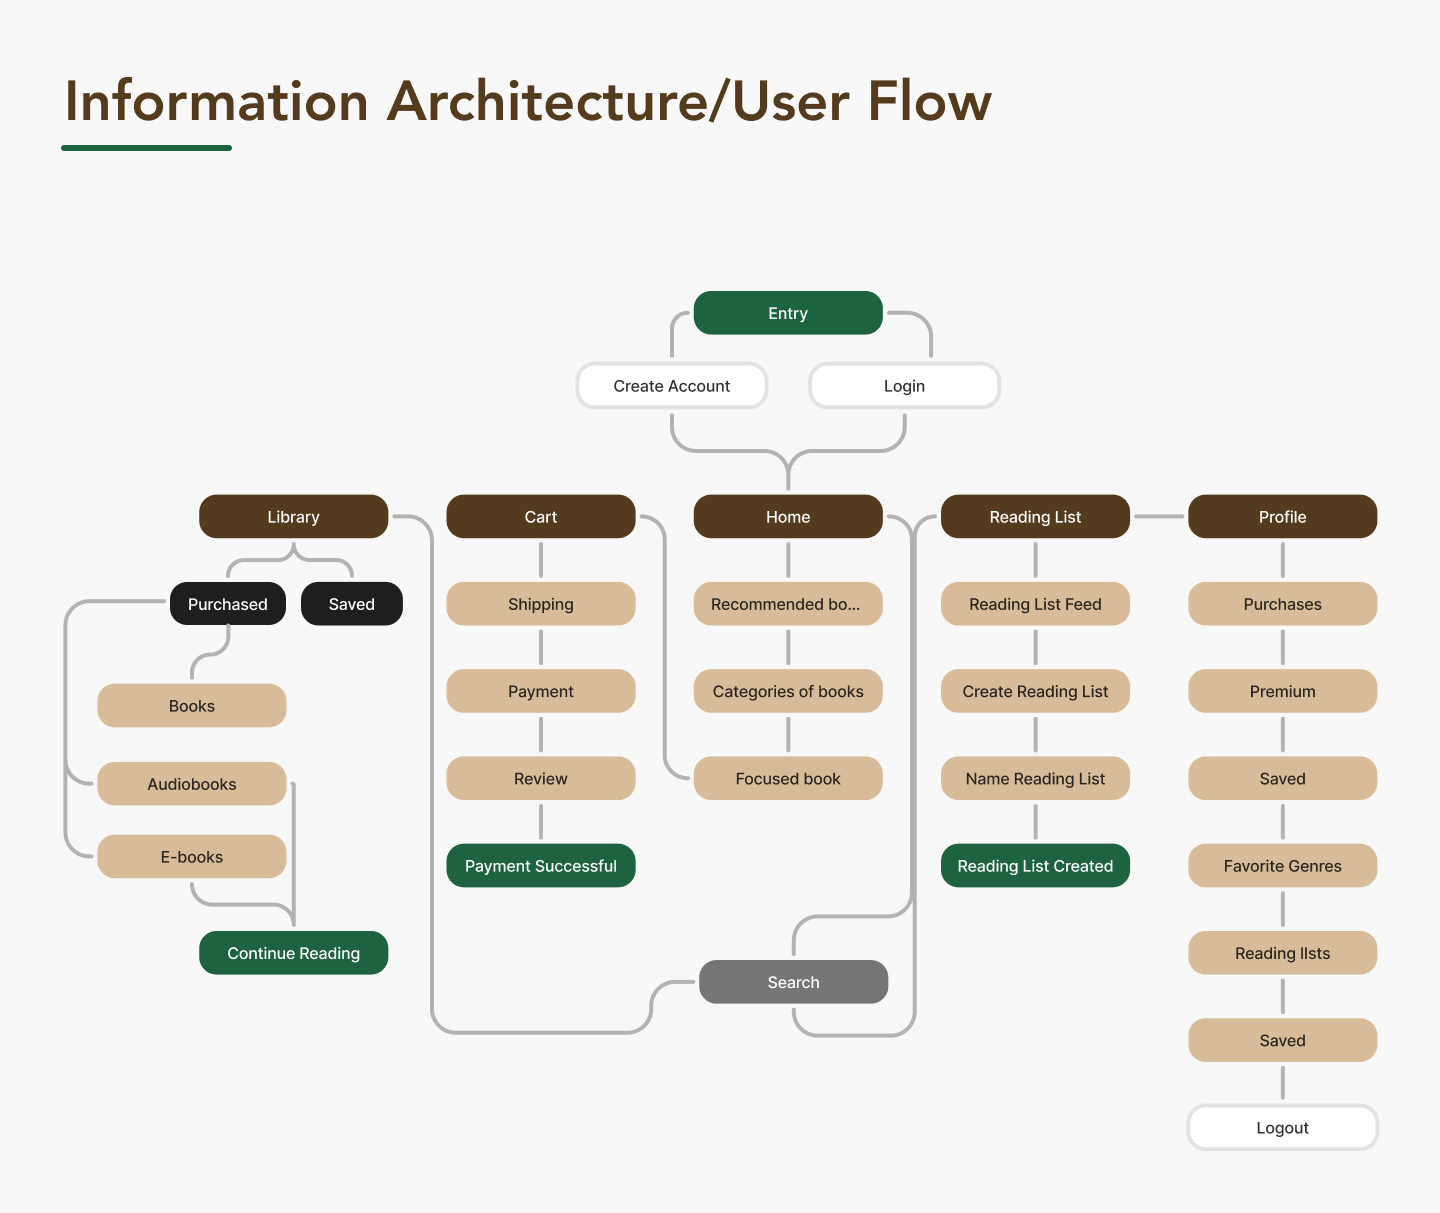 Information Architecture/User Flow
Entry
Create Account
Login
Library
Cart
Home
Reading List
Profile
Purchased
Saved
Shipping
Recommended bo...
Reading List Feed
Purchases
Books
Payment
Categories of books
Create Reading List
Premium
Audiobooks
Review
Focused book
Name Reading List
Saved
E-books
Payment Successful
Reading List Created
Favorite Genres
Continue Reading
Reading lIsts
Search
Saved
Logout